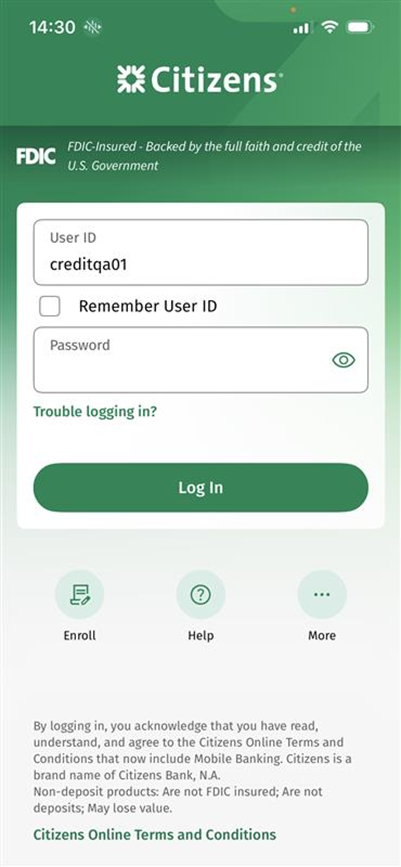 14:30
Citizens
FDIC
FDIC-Insured - Backed by the full faith and credit of the
U.S. Government
User ID
creditqa01
Remember User ID
Password
Trouble logging in?
Log In
Enroll
Help
More
By logging in, you acknowledge that you have read,
understand, and agree to the Citizens Online Terms and
Conditions that now include Mobile Banking. Citizens is a
brand name of Citizens Bank, N.A.
Non-deposit products: Are not FDIC insured; Are not
deposits; May lose value.
Citizens Online Terms and Conditions